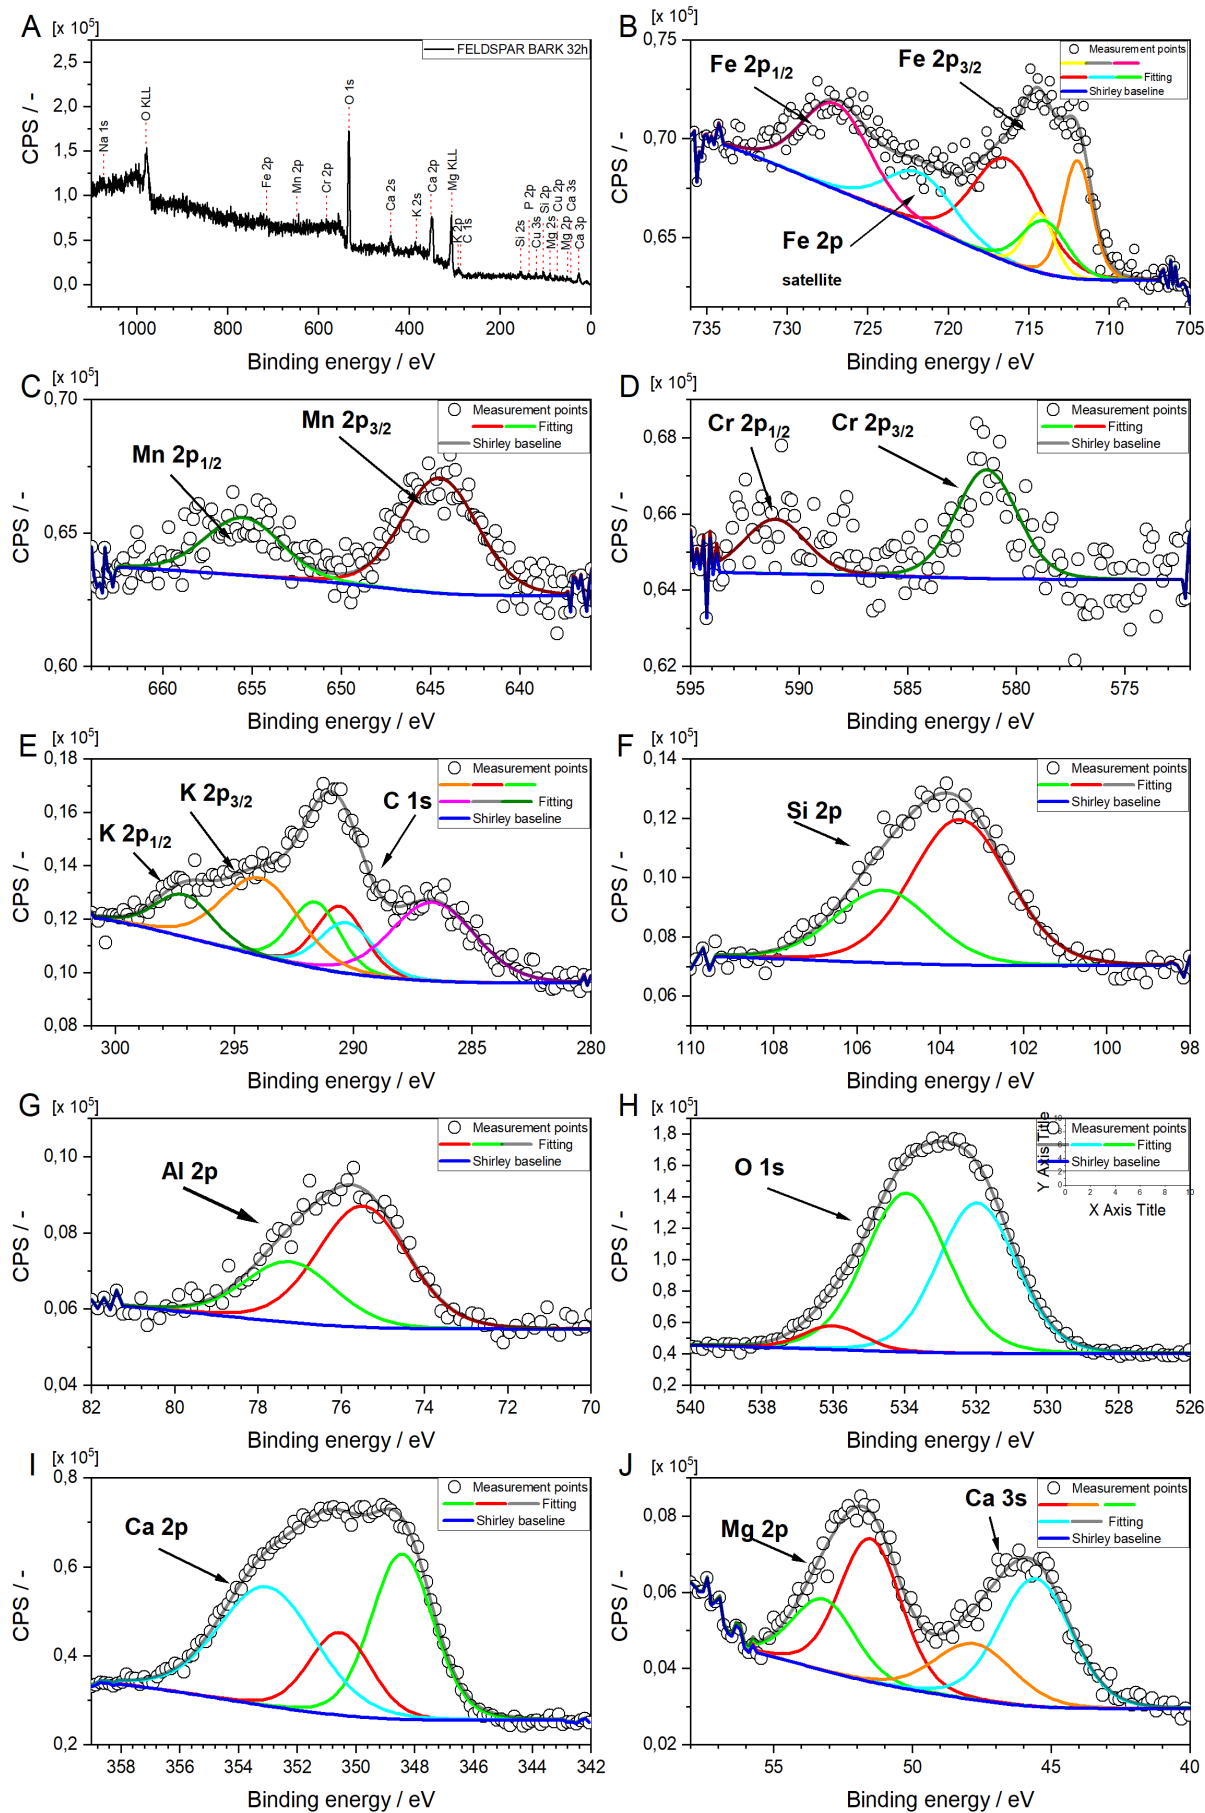 A
[x 10⁵]
FELDSPAR BARK 32h
2,5
2,0
1,5
1,0
0,5
0,0
CPS / -
Na 1s
O KLL
Fe 2p
Mn 2p
Cr 2p
O 1s
Ca 2s
K 2s
Ca 2p
Mg KLL
K 2p
C 1s
Si 2s
P 2p
Cu 3s
Si 2p
Mg 2s
Cu 2p
Mg 2p
Ca 3s
Ca 3p
1000 800 600 400 200 0
Binding energy / eV
B
[x 10⁵]
0,75
0,70
0,65
CPS / -
Fe 2p₁/₂
Fe 2p₃/₂
Fe 2p
satellite
Measurement points
Fitting
Shirley baseline
735 730 725 720 715 710 705
Binding energy / eV
C
[x 10⁵]
0,70
0,65
0,60
CPS / -
Mn 2p₁/₂
Mn 2p₃/₂
Measurement points
Fitting
Shirley baseline
660 655 650 645 640
Binding energy / eV
D
[x 10⁵]
0,68
0,66
0,64
0,62
CPS / -
Cr 2p₁/₂
Cr 2p₃/₂
Measurement points
Fitting
Shirley baseline
595 590 585 580 575
Binding energy / eV
E
[x 10⁵]
0,18
0,16
0,14
0,12
0,10
0,08
CPS / -
K 2p₁/₂
K 2p₃/₂
C 1s
Measurement points
Fitting
Shirley baseline
300 295 290 285 280
Binding energy / eV
F
[x 10⁵]
0,14
0,12
0,10
0,08
0,06
CPS / -
Si 2p
Measurement points
Fitting
Shirley baseline
110 108 106 104 102 100 98
Binding energy / eV
G
[x 10⁵]
0,10
0,08
0,06
0,04
CPS / -
Al 2p
Measurement points
Fitting
Shirley baseline
82 80 78 76 74 72 70
Binding energy / eV
H
[x 10⁵]
1,8
1,6
1,4
1,2
1,0
0,8
0,6
0,4
0,2
CPS / -
O 1s
Measurement points
Fitting
Shirley baseline
Y Axis Title
10
8
6
4
2
0
0 2 4 6 8 10
X Axis Title
540 538 536 534 532 530 528 526
Binding energy / eV
I
[x 10⁵]
0,8
0,6
0,4
0,2
CPS / -
Ca 2p
Measurement points
Fitting
Shirley baseline
358 356 354 352 350 348 346 344 342
Binding energy / eV
J
[x 10⁵]
0,08
0,06
0,04
0,02
CPS / -
Mg 2p
Ca 3s
Measurement points
Fitting
Shirley baseline
55 50 45 40
Binding energy / eV